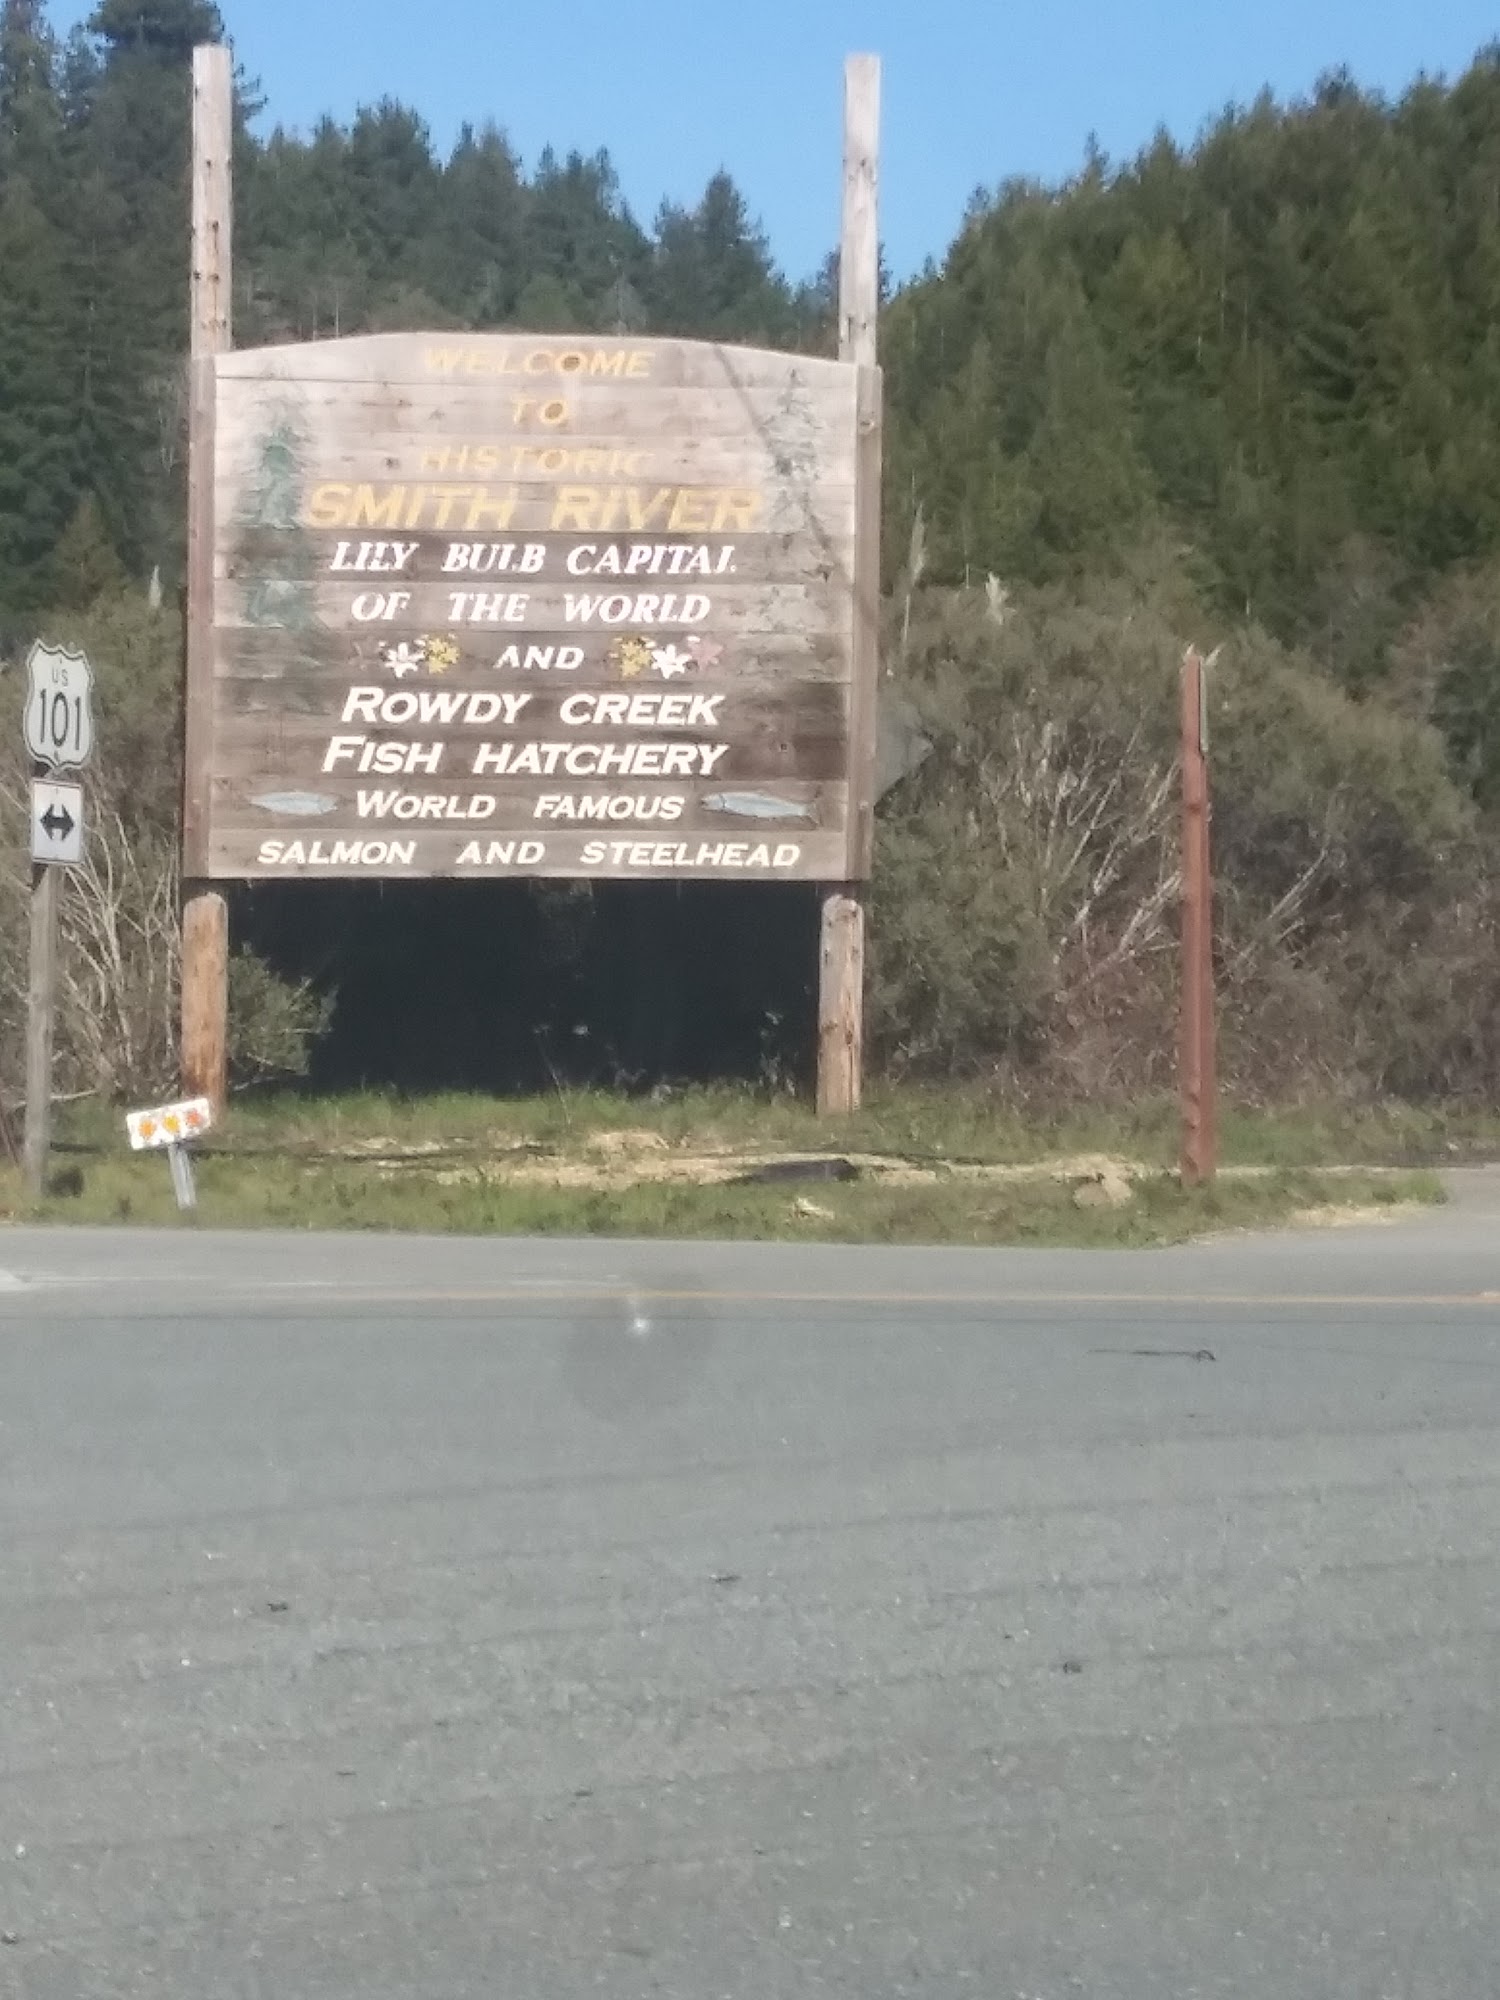 WELCOME
TO
HISTORIC
SMITH RIVER
LILY BULB CAPITAL
OF THE WORLD
AND
ROWDY CREEK
FISH HATCHERY
WORLD FAMOUS
SALMON AND STEELHEAD
US
101